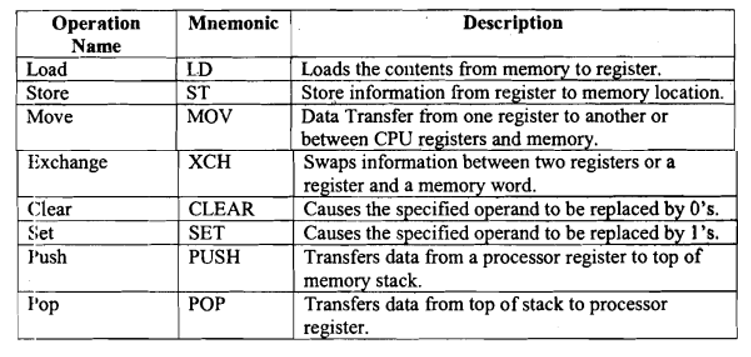 Operation Name Mnemonic Description
Load LD Loads the contents from memory to register.
Store ST Store information from register to memory location.
Move MOV Data Transfer from one register to another or
between CPU registers and memory.
Exchange XCH Swaps information between two registers or a
register and a memory word.
Clear CLEAR Causes the specified operand to be replaced by 0's.
Set SET Causes the specified operand to be replaced by 1's.
Push PUSH Transfers data from a processor register to top of
memory stack.
Pop POP Transfers data from top of stack to processor
register.